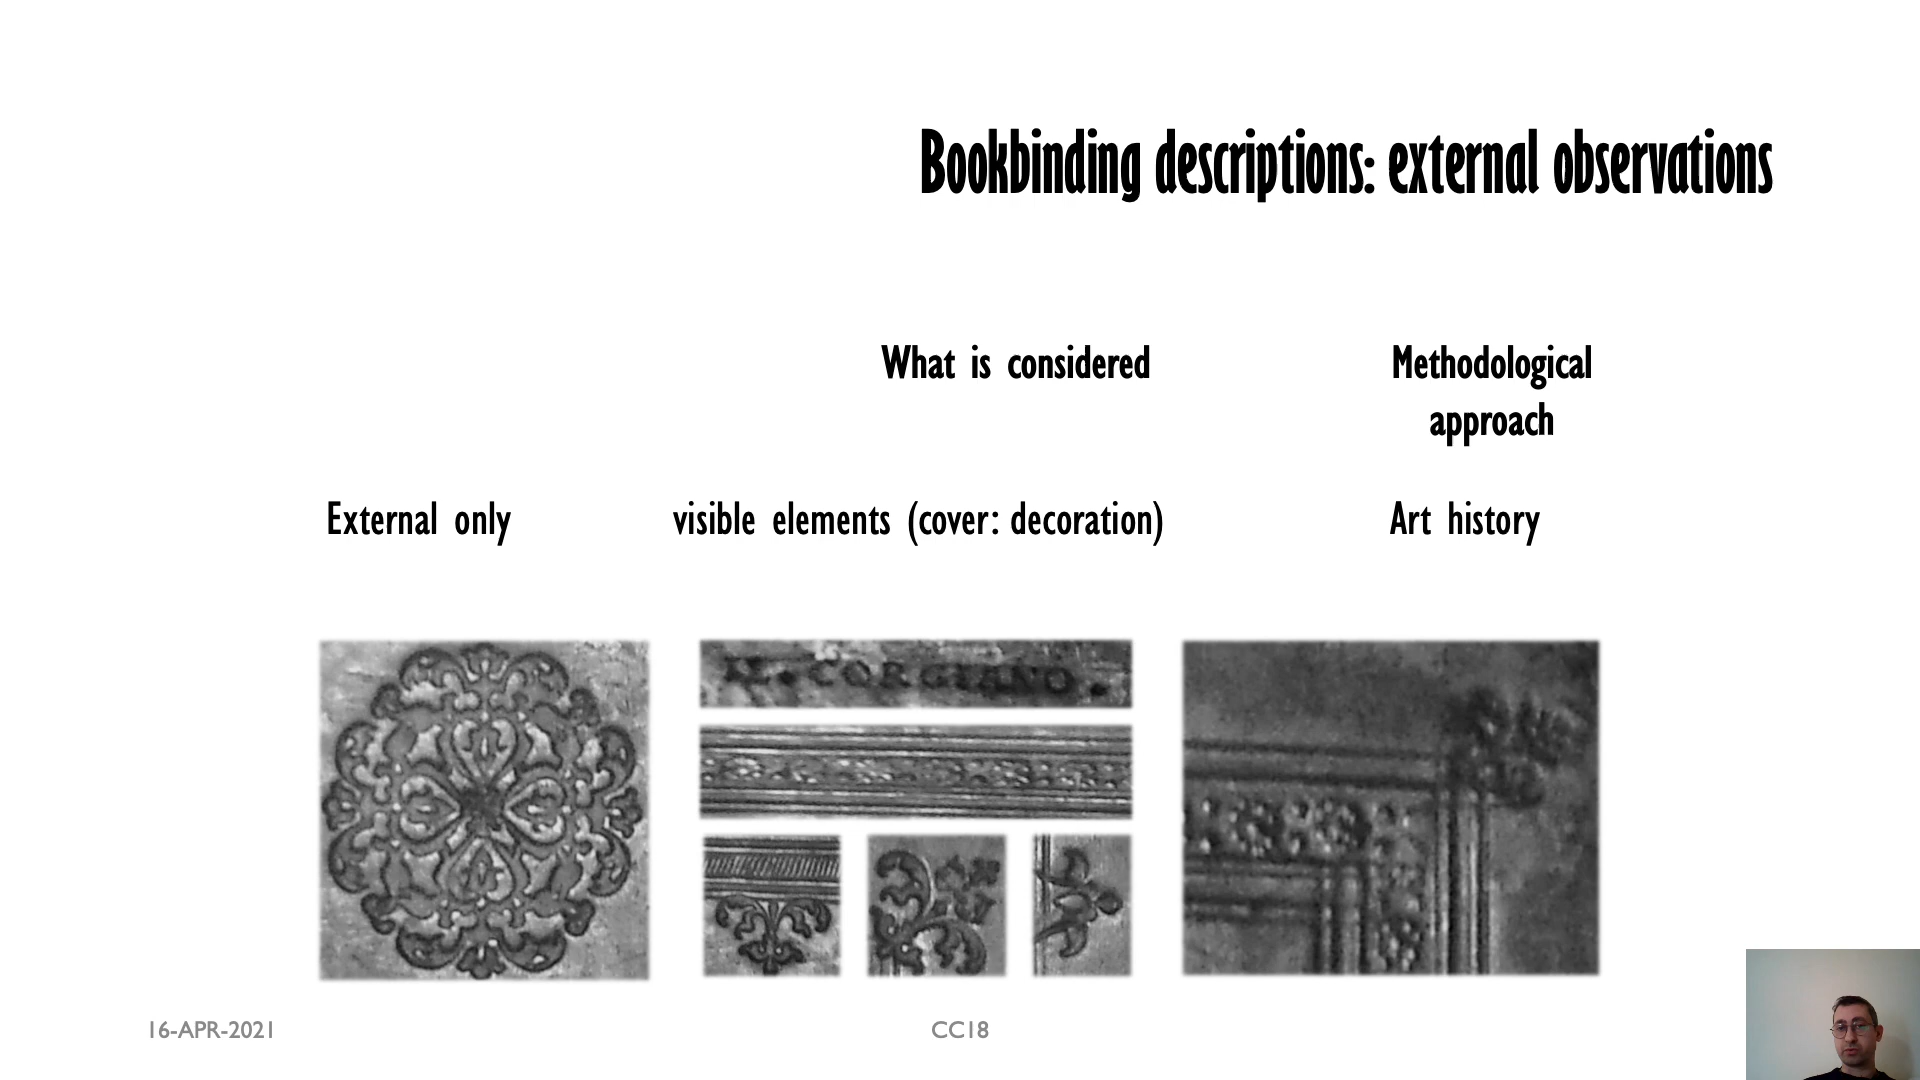 Bookbinding descriptions: external observations
What is considered
Methodological
approach
External only
visible elements (cover: decoration)
Art history
CORGIANO.
16-APR-2021
CC18